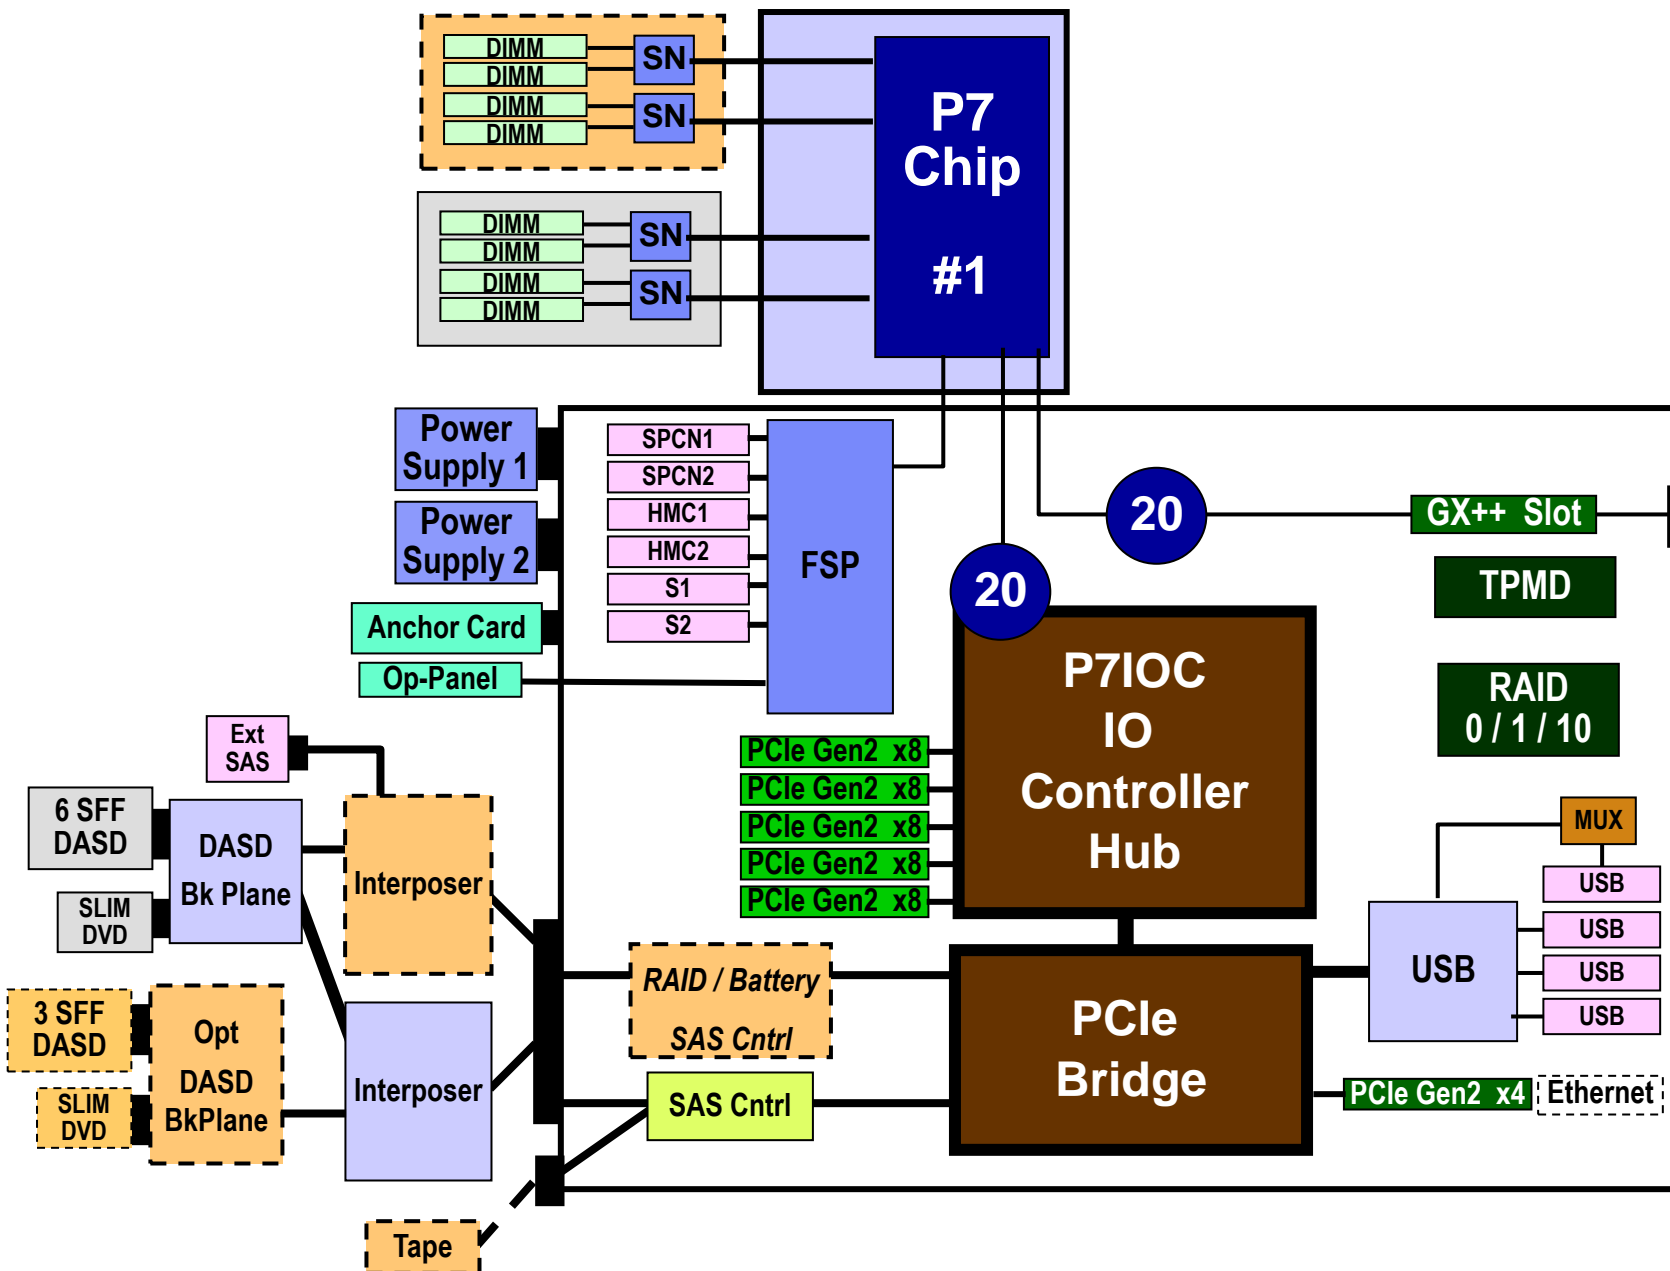 DIMM
DIMM
DIMM
DIMM
SN
SN
DIMM
DIMM
DIMM
DIMM
SN
SN
P7
Chip
#1
Power
Supply 1
Power
Supply 2
Anchor Card
Op-Panel
SPCN1
SPCN2
HMC1
HMC2
S1
S2
FSP
20
20
GX++ Slot
TPMD
RAID
0 / 1 / 10
P7IOC
IO
Controller
Hub
PCIe Gen2 x8
PCIe Gen2 x8
PCIe Gen2 x8
PCIe Gen2 x8
PCIe Gen2 x8
Ext
SAS
6 SFF
DASD
SLIM
DVD
DASD
Bk Plane
Interposer
3 SFF
DASD
SLIM
DVD
Opt
DASD
BkPlane
Interposer
RAID / Battery
SAS Cntrl
SAS Cntrl
PCIe
Bridge
MUX
USB
USB
USB
USB
USB
PCIe Gen2 x4
Ethernet
Tape